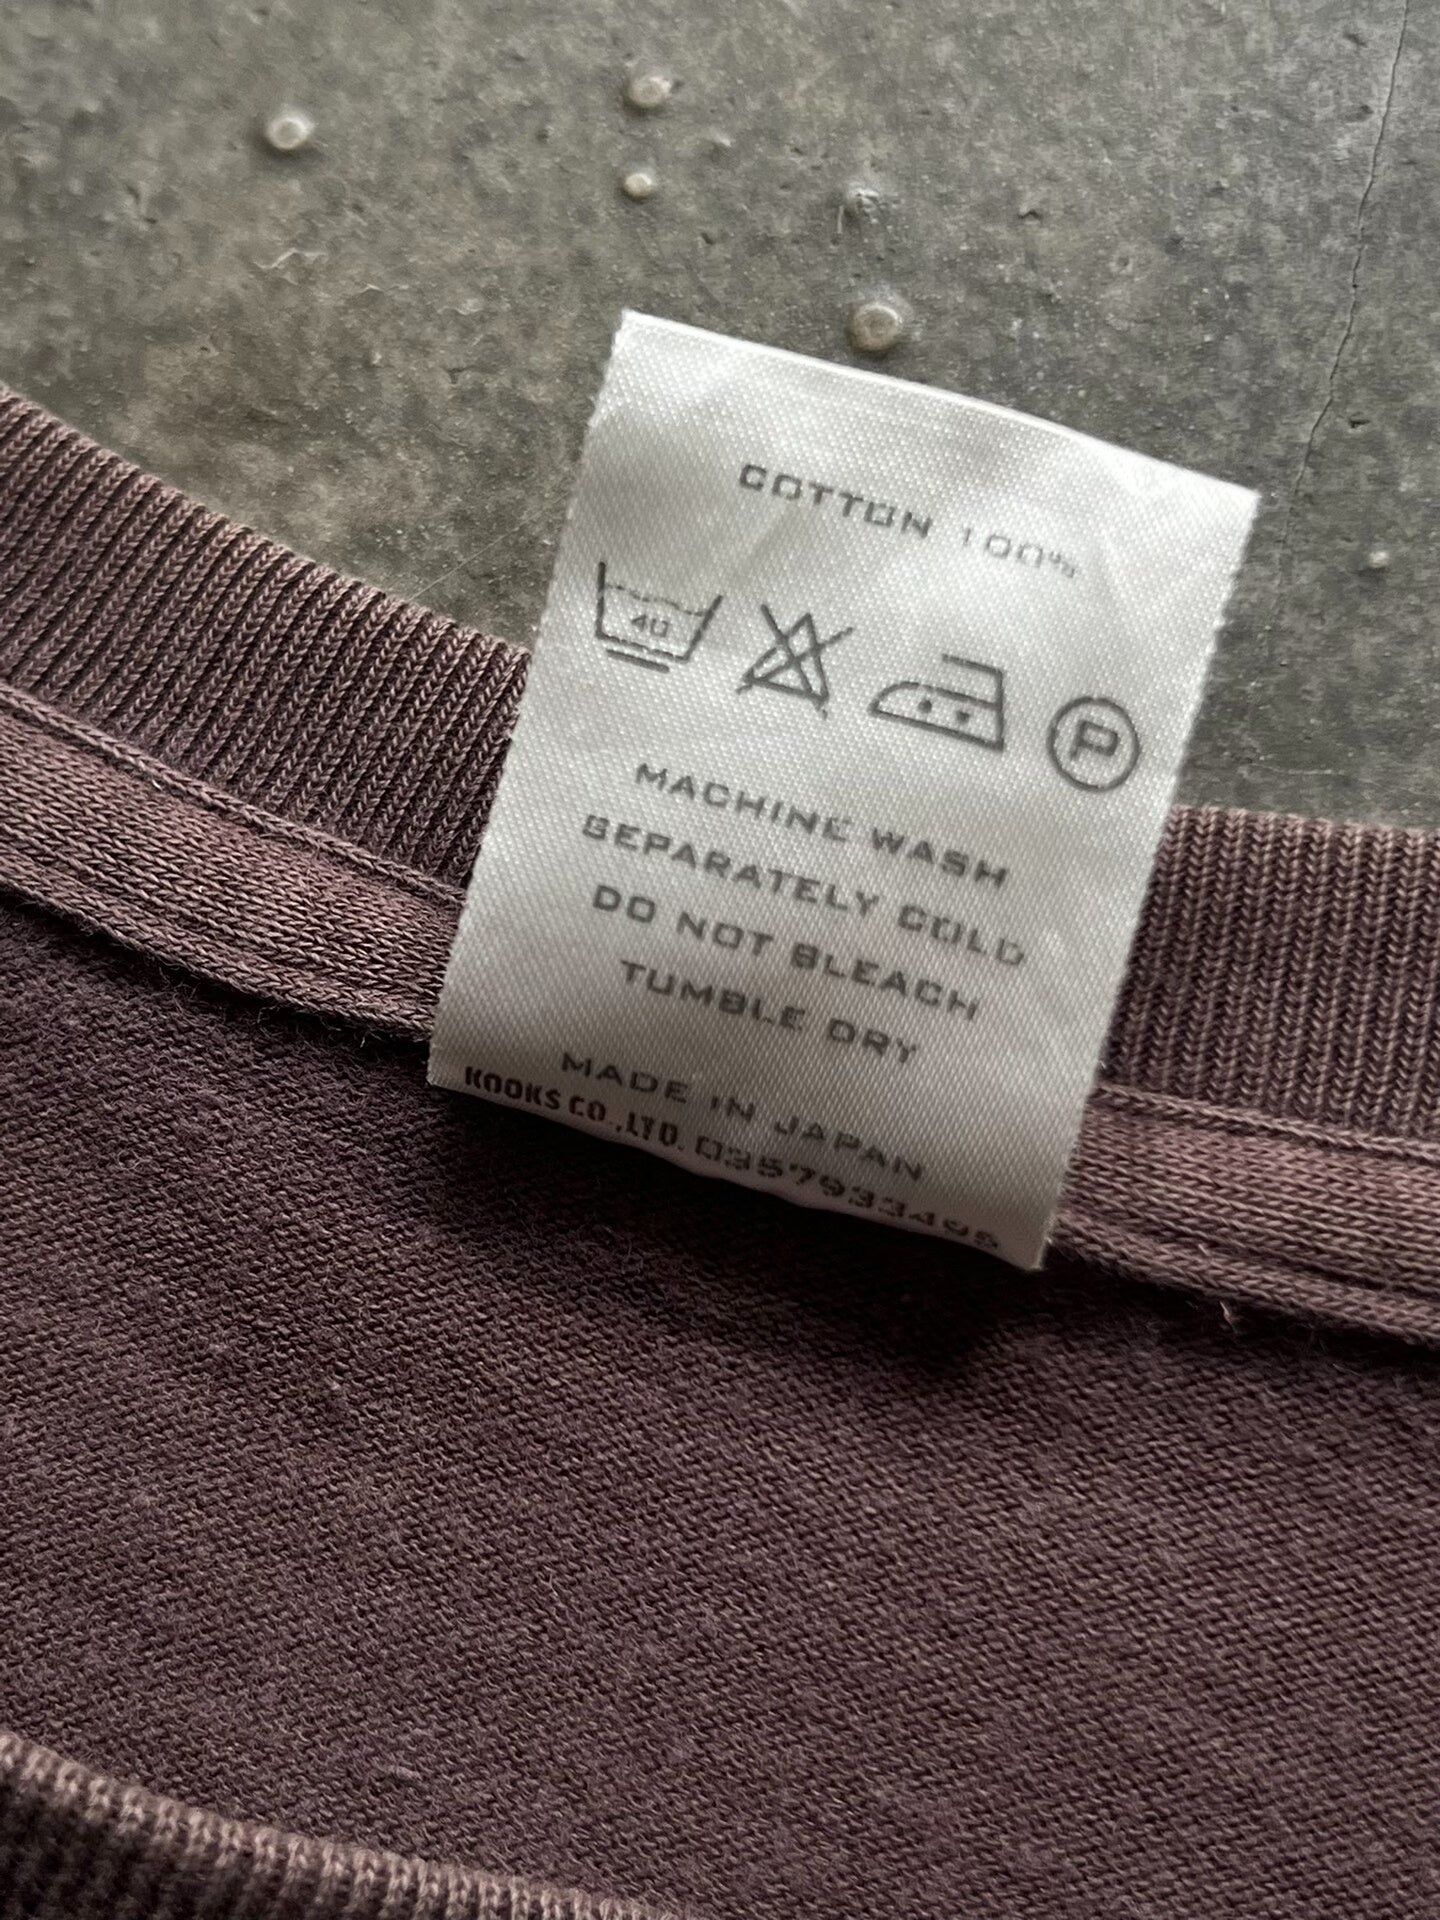 COTTON 100%
40
P
MACHINE WASH
SEPARATELY COLD
DO NOT BLEACH
TUMBLE DRY
MADE IN JAPAN
KOOKS CO.,LTD. 0357933495